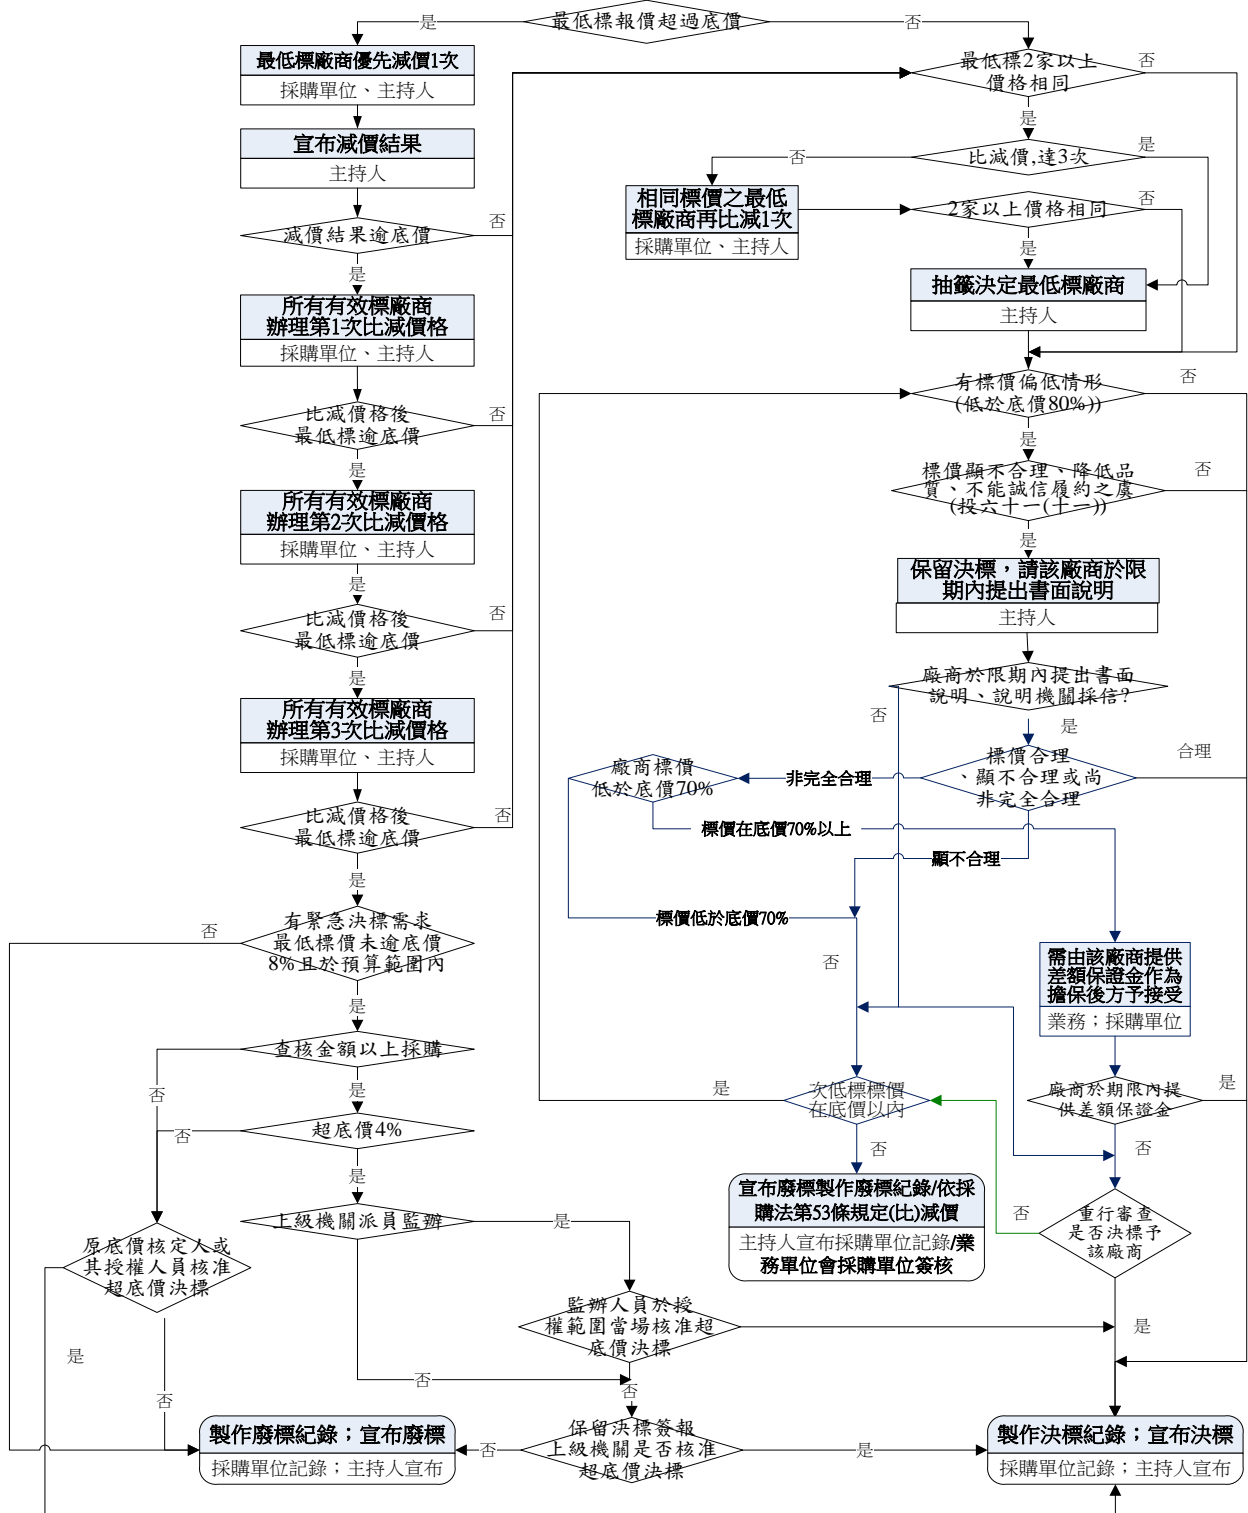 最低標報價超過底價
是
否
最低標廠商優先減價1次
採購單位、主持人
宣布減價結果
主持人
減價結果逾底價
否
是
所有有效標廠商
辦理第1次比減價格
採購單位、主持人
比減價格後
最低標逾底價
否
是
所有有效標廠商
辦理第2次比減價格
採購單位、主持人
是
比減價格後
最低標逾底價
否
是
所有有效標廠商
辦理第3次比減價格
採購單位、主持人
比減價格後
最低標逾底價
否
是
有緊急決標需求
最低標價未逾底價
8%且於預算範圍內
否
是
查核金額以上採購
否
是
超底價4%
否
是
上級機關派員監辦
是
否
原底價核定人或
其授權人員核准
超底價決標
是
否
監辦人員於授
權範圍當場核准超
底價決標
是
否
保留決標簽報
上級機關是否核准
超底價決標
否
是
製作廢標紀錄；宣布廢標
採購單位記錄；主持人宣布
最低標2家以上
價格相同
否
是
比減價,達3次
否
是
相同標價之最低
標廠商再比減1次
採購單位、主持人
2家以上價格相同
否
是
抽籤決定最低標廠商
主持人
有標價偏低情形
(低於底價80%))
否
是
標價顯不合理、降低品
質、不能誠信履約之虞
(投六十一(十一))
否
是
保留決標，請該廠商於限
期內提出書面說明
主持人
廠商於限期內提出書面
說明、說明機關採信?
否
是
標價合理
、顯不合理或尚
非完全合理
合理
非完全合理
廠商標價
低於底價70%
標價在底價70%以上
顯不合理
標價低於底價70%
否
需由該廠商提供
差額保證金作為
擔保後方予接受
業務；採購單位
廠商於期限內提
供差額保證金
是
否
次低標標價
在底價以內
是
否
宣布廢標製作廢標紀錄/依採
購法第53條規定(比)減價
主持人宣布採購單位記錄/業
務單位會採購單位簽核
重行審查
是否決標予
該廠商
否
製作決標紀錄；宣布決標
採購單位記錄；主持人宣布